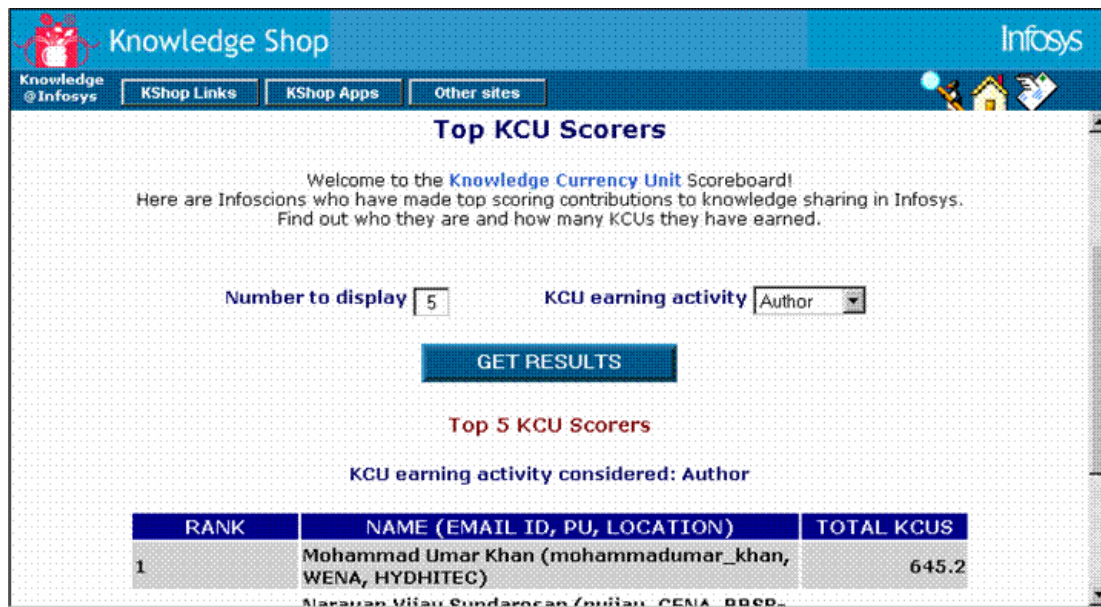 Knowledge Shop
Infosys
Knowledge
@Infosys
KShop Links
KShop Apps
Other sites
Top KCU Scorers
Welcome to the Knowledge Currency Unit Scoreboard!
Here are Infoscions who have made top scoring contributions to knowledge sharing in Infosys.
Find out who they are and how many KCUs they have earned.
Number to display 5 KCU earning activity Author
GET RESULTS
Top 5 KCU Scorers
KCU earning activity considered: Author
RANK NAME (EMAIL ID, PU, LOCATION) TOTAL KCUS
1 Mohammad Umar Khan (mohammadumar_khan, 645.2
WENA, HYDHITEC)
Narayan Vijay